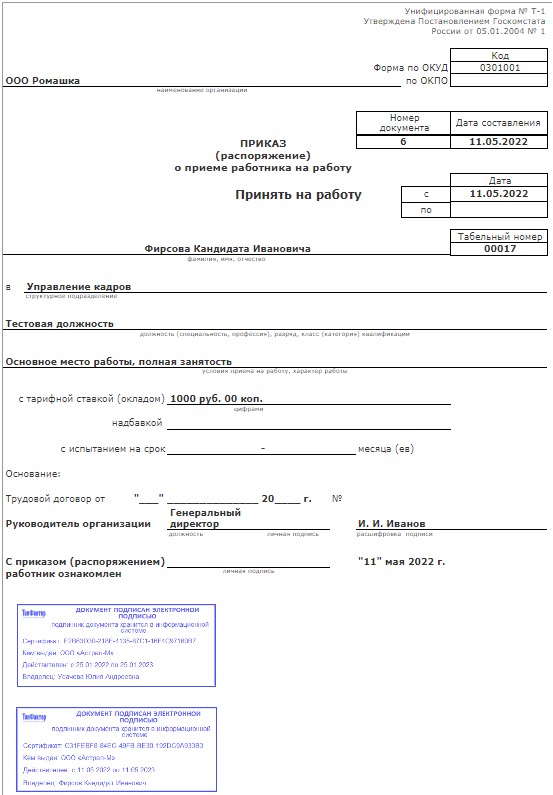 Унифицированная форма № Т-1
Утверждена Постановлением Госкомстата
России от 05.01.2004 № 1
Код
Форма по ОКУД 0301001
ООО Ромашка по ОКПО
наименование организации
Номер документа Дата составления
6 11.05.2022
ПРИКАЗ
(распоряжение)
о приеме работника на работу
Дата
Принять на работу с 11.05.2022
по
Табельный номер
Фирсова Кандидата Ивановича 00017
фамилия, имя, отчество
в Управление кадров
структурное подразделение
Тестовая должность
должность (специальность, профессия), разряд, класс (категория) квалификации
Основное место работы, полная занятость
условия приема на работу, характер работы
с тарифной ставкой (окладом) 1000 руб. 00 коп.
цифрами
надбавкой
с испытанием на срок - месяца (ев)
Основание:
Трудовой договор от "___" ______________ 20____ г. №
Генеральный
Руководитель организации директор И. И. Иванов
должность личная подпись расшифровка подписи
С приказом (распоряжением) "11" мая 2022 г.
работник ознакомлен
личная подпись
ТопФактор ДОКУМЕНТ ПОДПИСАН ЭЛЕКТРОННОЙ
ПОДПИСЬЮ
подлинник документа хранится в информационной
системе
Сертификат:
Кем выдан: ООО «Астрал-М»
Действителен: с 25.01.2022 по 25.01.2023
Владелец: Усачева Юлия Андреевна
ТопФактор ДОКУМЕНТ ПОДПИСАН ЭЛЕКТРОННОЙ
ПОДПИСЬЮ
подлинник документа хранится в информационной
системе
Сертификат:
Кем выдан: ООО «Астрал-М»
Действителен: с 11.05.2022 по 11.05.2023
Владелец: Фирсов Кандидат Иванович